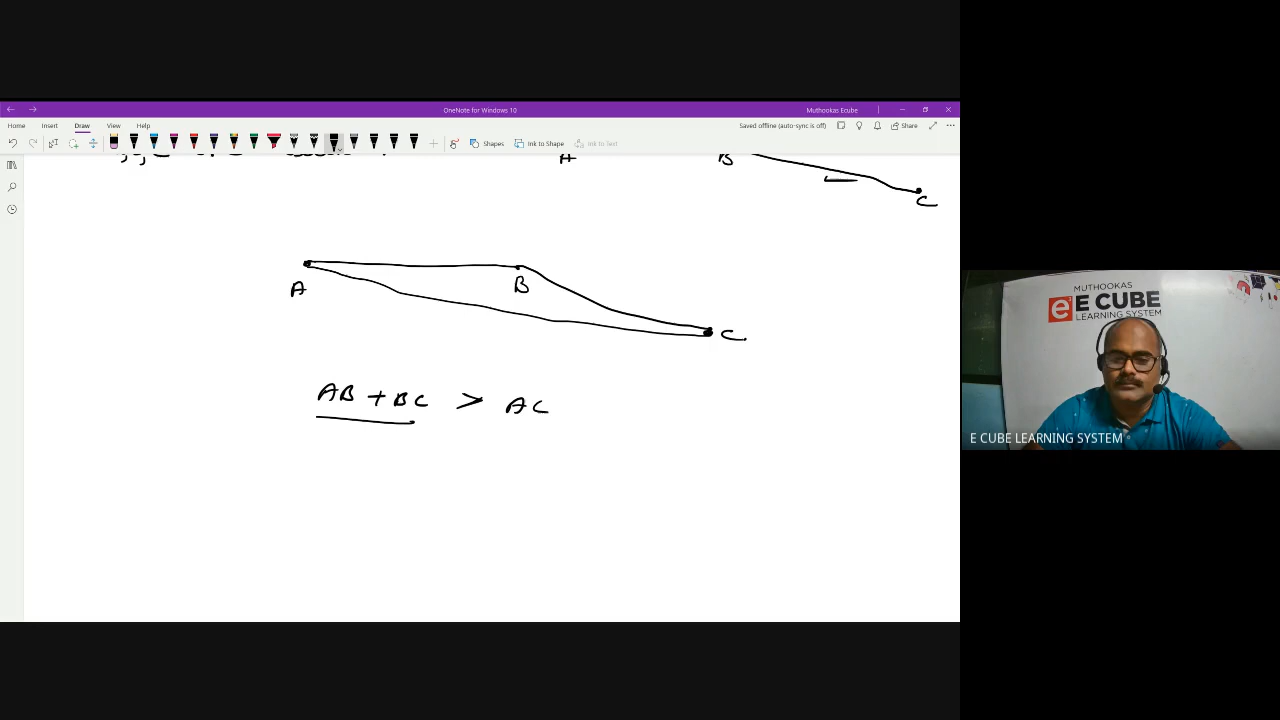 OneNote for Windows 10
Muthookas Ecube
Home Insert Draw View Help
Saved offline (auto-sync is off)
Share
Shapes
Ink to Shape
Ink to Text
A
B
C
A
B
C
AB + BC > AC
MUTHOOKAS
e E CUBE
LEARNING SYSTEM
E CUBE LEARNING SYSTEM